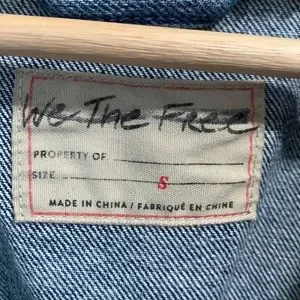 We The Free
PROPERTY OF
SIZE S
MADE IN CHINA / FABRIQUÉ EN CHINE